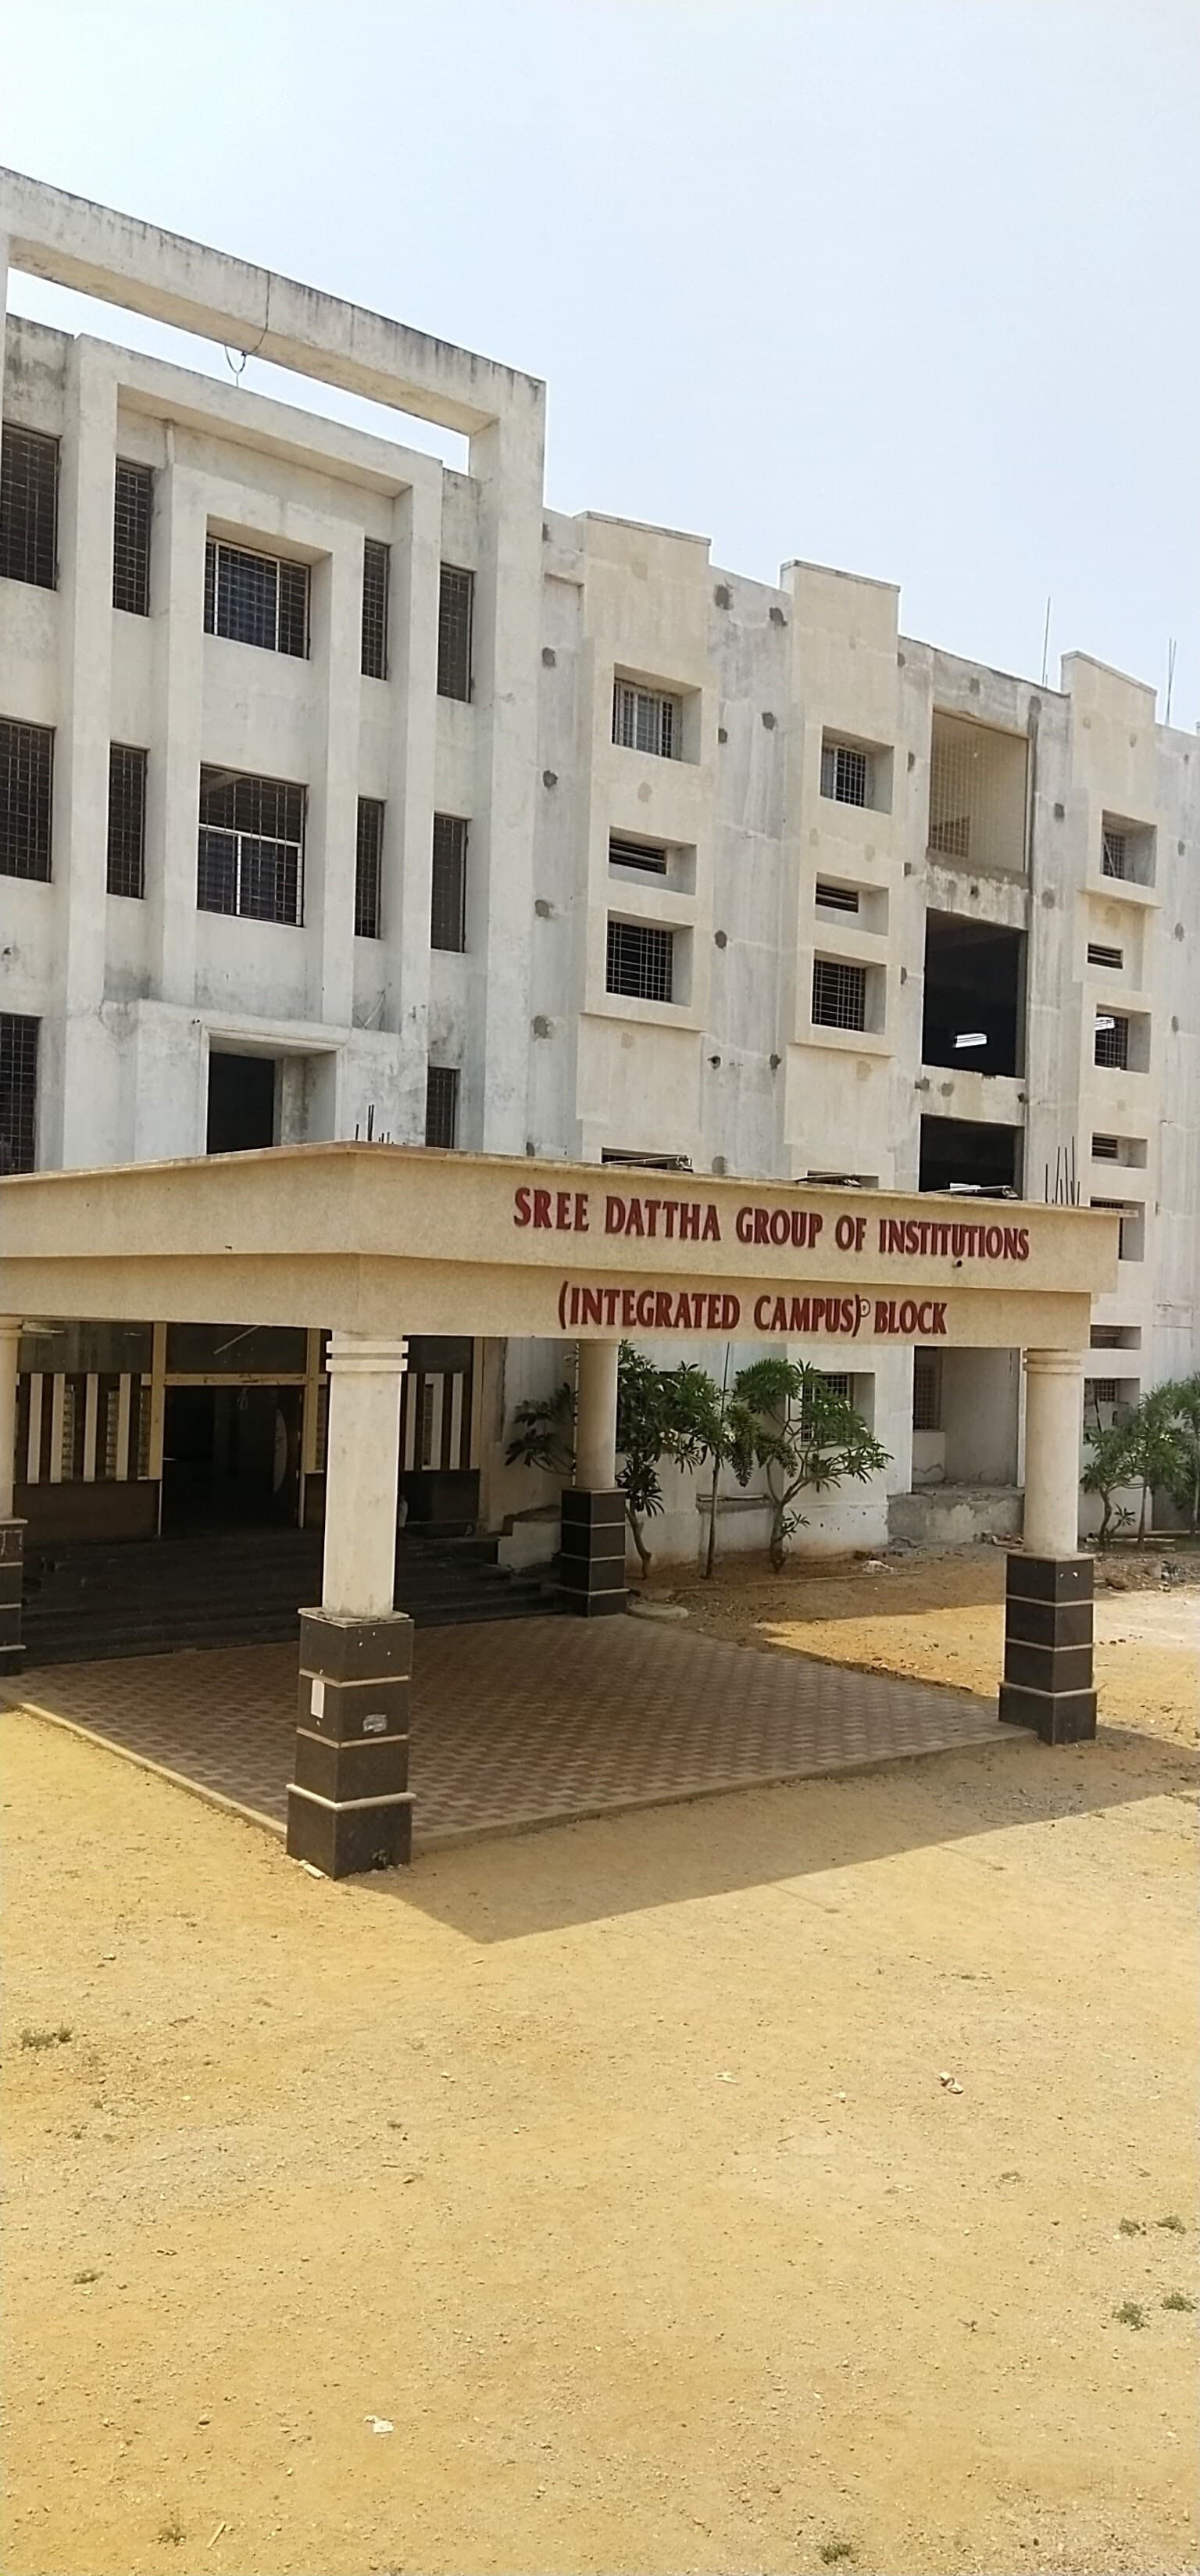 SREE DATTHA GROUP OF INSTITUTIONS
(INTEGRATED CAMPUS) BLOCK